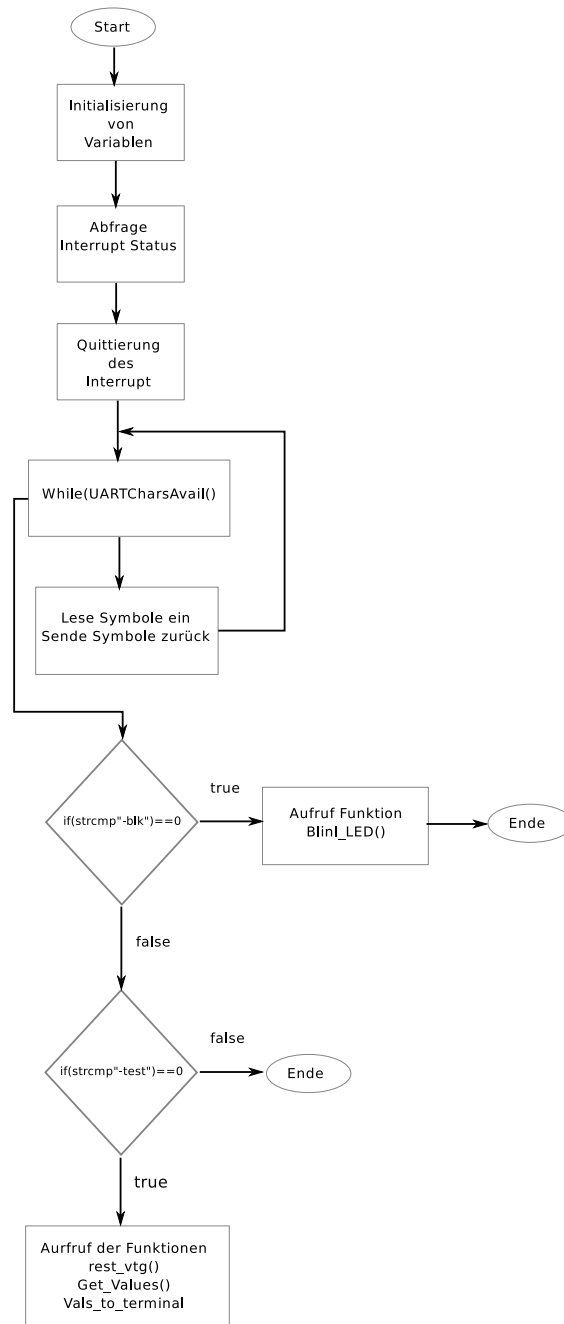 Start
Initialisierung
von
Variablen
Abfrage
Interrupt Status
Quittierung
des
Interrupt
While(UARTCharsAvail()
Lese Symbole ein
Sende Symbole zurück
if(strcmp"-blk")==0
true
Aufruf Funktion
Blinl_LED()
Ende
false
if(strcmp"-test")==0
false
Ende
true
Aurfruf der Funktionen
rest_vtg()
Get_Values()
Vals_to_terminal